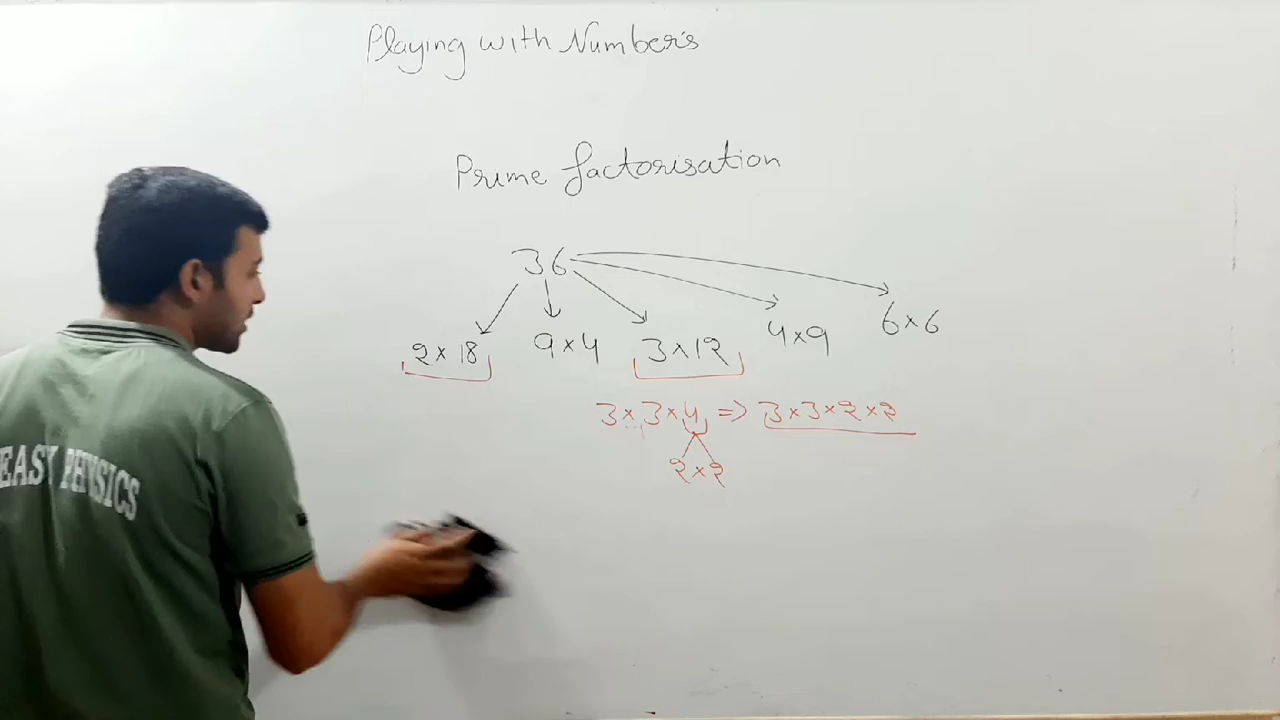 Playing with Number's
Prime factorisation
36
2 × 18
9 × 4
3 × 12
4 × 9
6 × 6
3 × 3 × 4 => 3 × 3 × 2 × 2
2 × 2
EASY PHYSICS